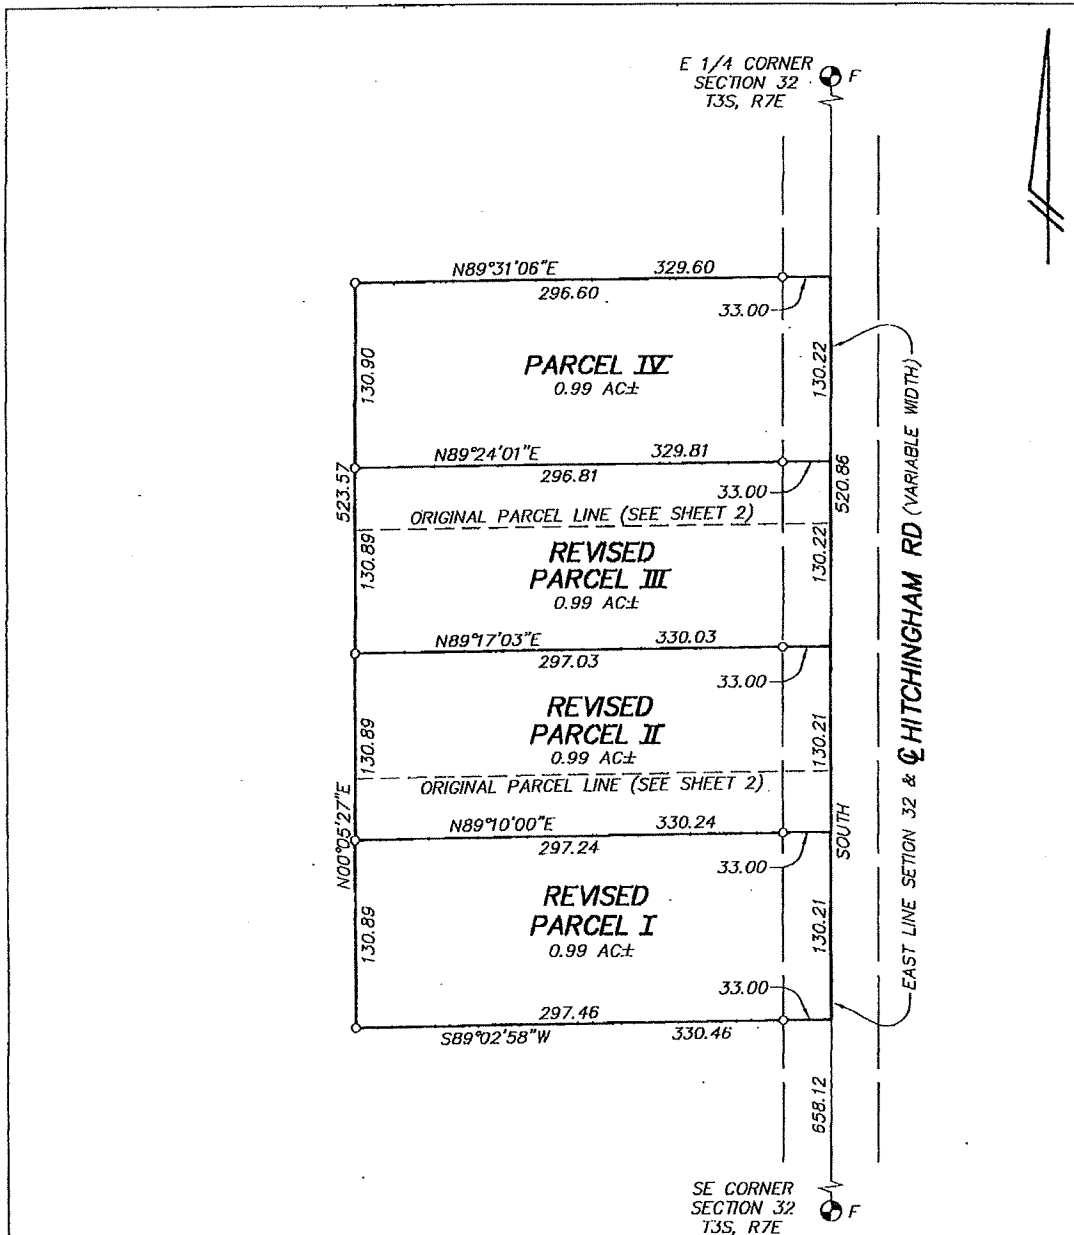 E 1/4 CORNER
SECTION 32
T3S, R7E
F
N89°31'06"E 329.60
296.60
33.00
130.90
PARCEL IV
0.99 AC±
130.22
N89°24'01"E 329.81
296.81
33.00
523.57
520.86
ORIGINAL PARCEL LINE (SEE SHEET 2)
130.89
REVISED
PARCEL III
0.99 AC±
130.22
N89°17'03"E 330.03
297.03
33.00
130.89
REVISED
PARCEL II
0.99 AC±
130.21
ORIGINAL PARCEL LINE (SEE SHEET 2)
N89°10'00"E 330.24
297.24
33.00
N00°05'27"E
SOUTH
130.89
REVISED
PARCEL I
0.99 AC±
130.21
33.00
297.46
S89°02'58"W 330.46
EAST LINE SETION 32 & ℄ HITCHINGHAM RD (VARIABLE WIDTH)
658.12
SE CORNER
SECTION 32
T3S, R7E
F